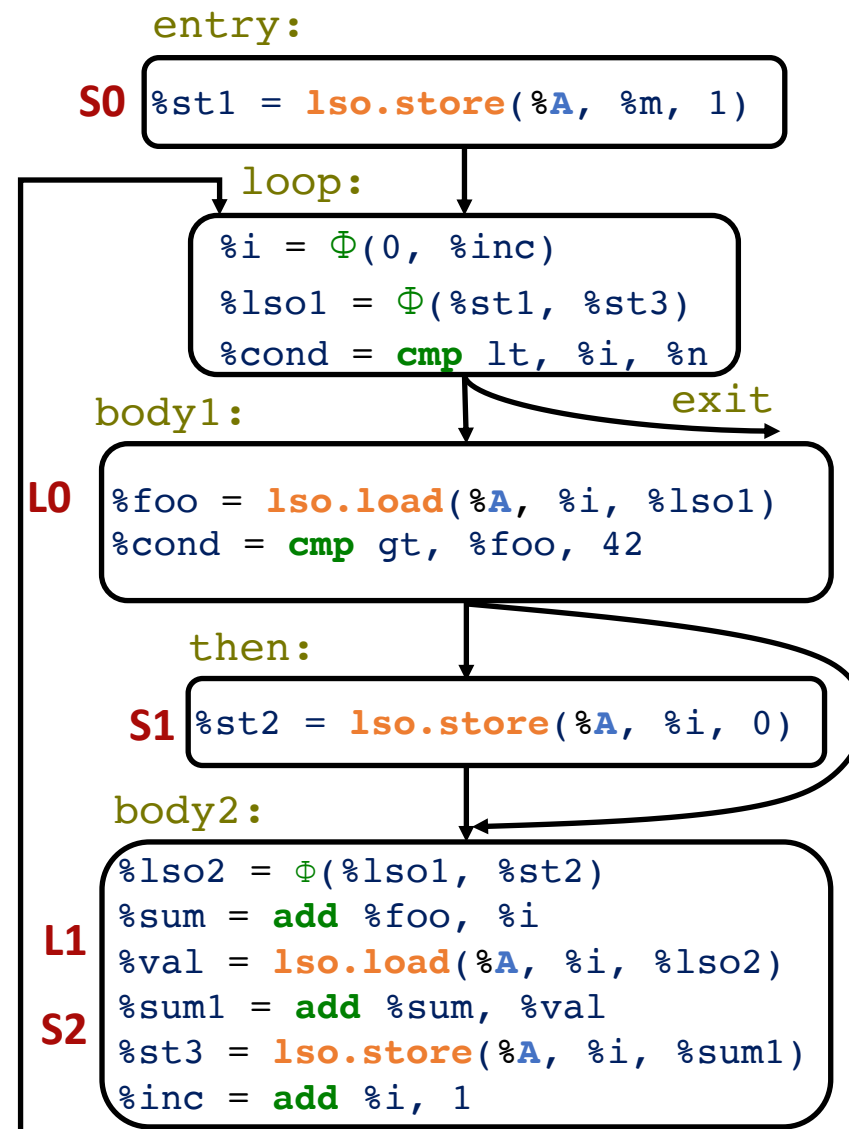 entry:
S0 %st1 = lso.store(%A, %m, 1)
loop:
%i = Φ(0, %inc)
%lso1 = Φ(%st1, %st3)
%cond = cmp lt, %i, %n
exit
body1:
L0 %foo = lso.load(%A, %i, %lso1)
%cond = cmp gt, %foo, 42
then:
S1 %st2 = lso.store(%A, %i, 0)
body2:
%lso2 = Φ(%lso1, %st2)
%sum = add %foo, %i
L1 %val = lso.load(%A, %i, %lso2)
%sum1 = add %sum, %val
S2 %st3 = lso.store(%A, %i, %sum1)
%inc = add %i, 1